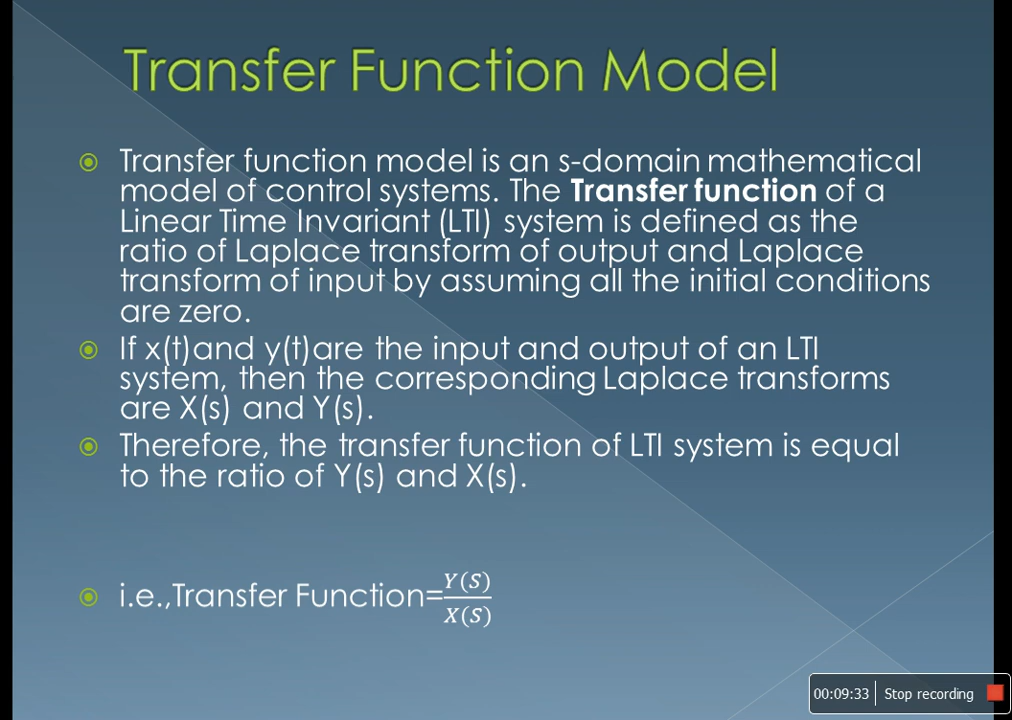 Transfer Function Model
Transfer function model is an s-domain mathematical
model of control systems. The Transfer function of a
Linear Time Invariant (LTI) system is defined as the
ratio of Laplace transform of output and Laplace
transform of input by assuming all the initial conditions
are zero.
If x(t)and y(t)are the input and output of an LTI
system, then the corresponding Laplace transforms
are X(s) and Y(s).
Therefore, the transfer function of LTI system is equal
to the ratio of Y(s) and X(s).
i.e.,Transfer Function=Y(S)/X(S)
00:09:33 Stop recording